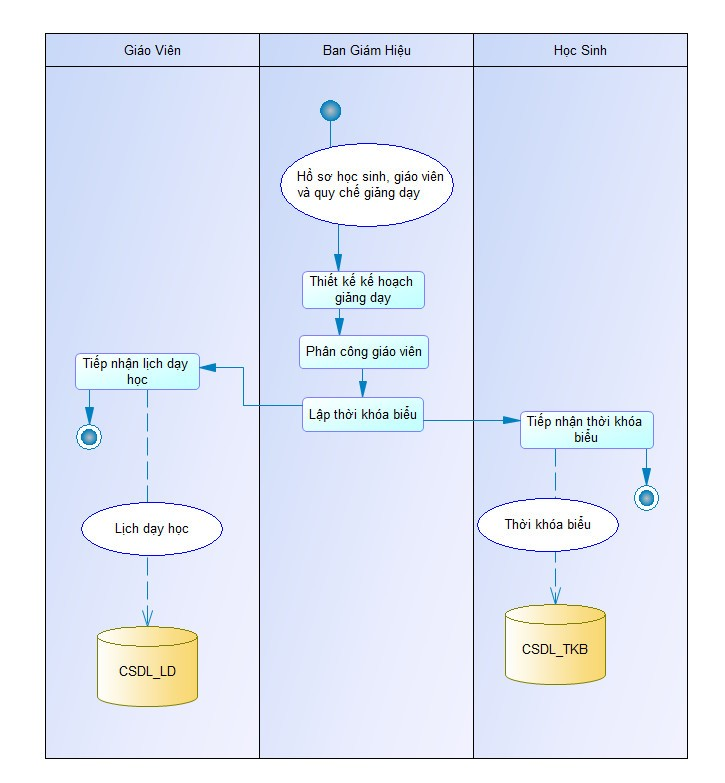 Giáo Viên
Ban Giám Hiệu
Học Sinh
Hồ sơ học sinh, giáo viên
và quy chế giảng dạy
Thiết kế kế hoạch
giảng dạy
Phân công giáo viên
Tiếp nhận lịch dạy
học
Lập thời khóa biểu
Tiếp nhận thời khóa
biểu
Lịch dạy học
Thời khóa biểu
CSDL_LD
CSDL_TKB